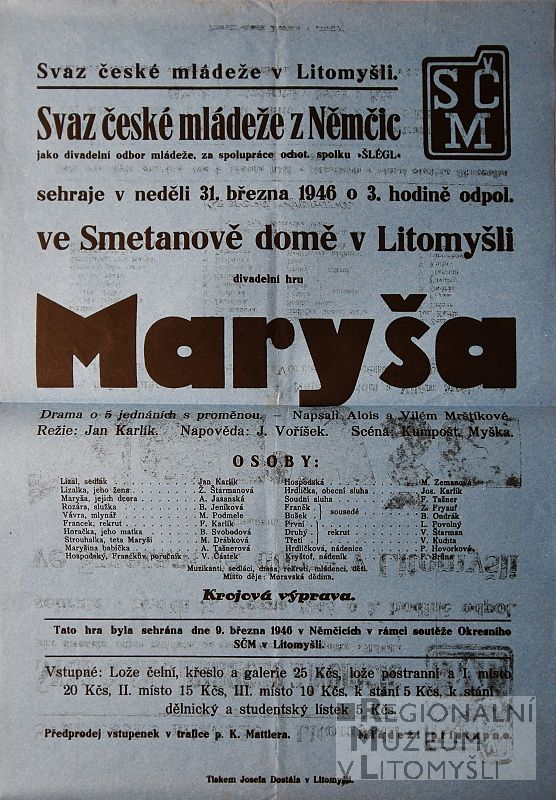 Svaz české mládeže v Litomyšli.
SČM
Svaz české mládeže z Němčic
jako divadelní odbor mládeže, za spolupráce ochot. spolku »ŠLÉGL«
sehraje v neděli 31. března 1946 o 3. hodině odpol.
ve Smetanově domě v Litomyšli
divadelní hru
Maryša
Drama o 5 jednáních s proměnou. – Napsali Alois a Vilém Mrštíkové.
Režie: Jan Karlík. Napověda: J. Voříšek. Scéna: Kumpošt, Myška.
OSOBY:
Lízal, sedlák Jan Karlík
Lízalka, jeho žena Ž. Štarmanová
Maryša, jejich dcera A. Jasanská
Rozára, služka B. Jeníková
Vávra, mlynář M. Podmele
Francek, rekrut F. Karlík
Horačka, jeho matka B. Svobodová
Strouhalka, teta Maryši M. Drábková
Maryšina babička A. Tašnerová
Hospodský, Franckův poručník V. Částek
Hospodská M. Zemanová
Hrdlička, obecní sluha Jos. Karlík
Soudní sluha F. Tašner
Franěk sousedé Z. Fryauf
Bušek B. Ondrák
První L. Povolný
Druhý rekrut V. Štarman
Třetí V. Kuchta
Hrdličková, nádenice P. Hovorková
Kryštof, nádeník F. Brůna
Muzikanti, sedláci, chasa, rekruti, mládenci, děti.
Místo děje: Moravská dědina.
Krojová výprava.
Tato hra byla sehrána dne 9. března 1946 v Němčicích v rámci soutěže Okresního
SČM v Litomyšli.
Vstupné: Lože čelní, křeslo a galerie 25 Kčs, lože postranní a I. místo
20 Kčs, II. místo 15 Kčs, III. místo 10 Kčs, k stání 5 Kčs, k stání
dělnický a studentský lístek 5 Kčs.
Předprodej vstupenek v trafice p. K. Mattlera. Mládeži přístupno.
REGIONÁLNÍ
MUZEUM
V LITOMYŠLI
Tiskem Josefa Dostála v Litomyšli.